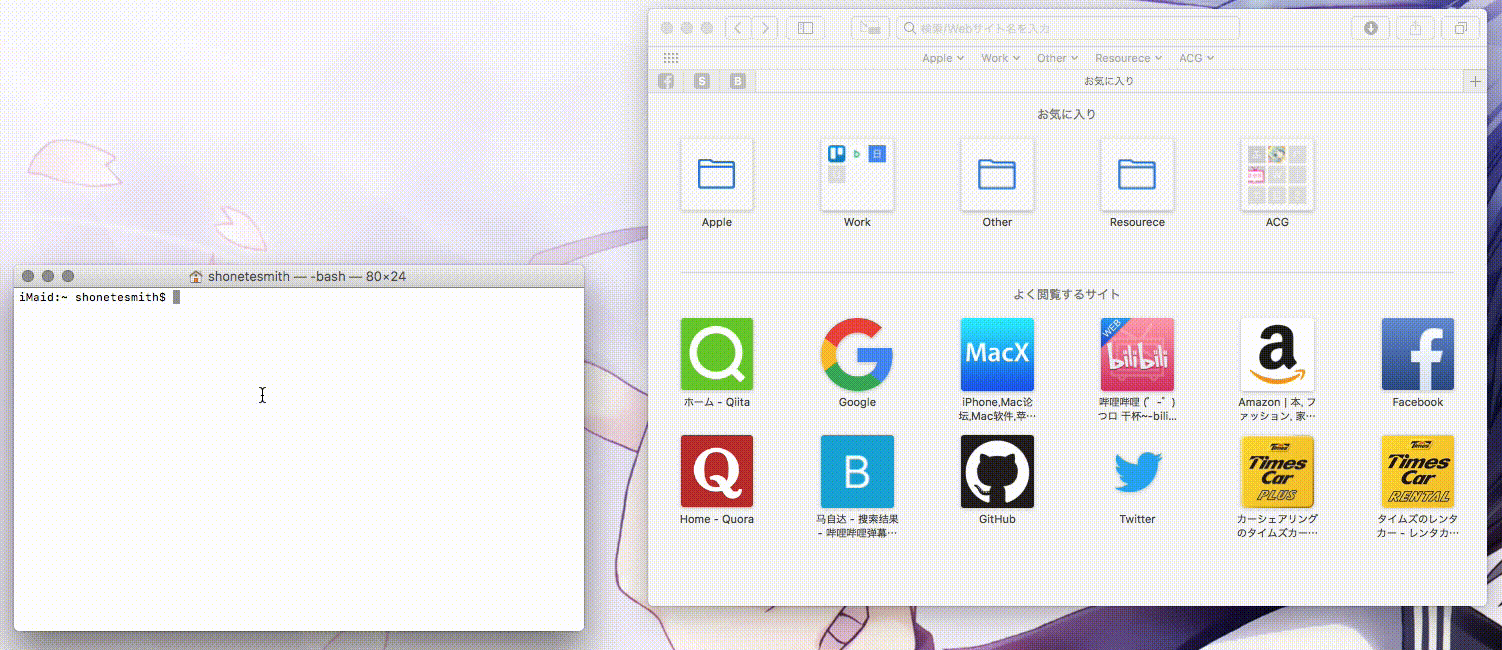 検索/Webサイト名を入力
Apple Work Other Resourece ACG
お気に入り
お気に入り
Apple
Work
Other
Resourece
ACG
よく閲覧するサイト
ホーム - Qiita
Google
MacX
iPhone,Mac论
坛,Mac软件,苹…
WEB
bilibili
哔哩哔哩 (゜-゜)
つロ 干杯~-bili…
Amazon | 本, フ
ァッション, 家…
Facebook
Home - Quora
B
马自达 - 搜索结果
- 哔哩哔哩弹幕…
GitHub
Twitter
Times
Car
PLUS
カーシェアリング
のタイムズカー…
Times
Car
RENTAL
タイムズのレンタ
カー - レンタカ…
shonetesmith — -bash — 80×24
iMaid:~ shonetesmith$